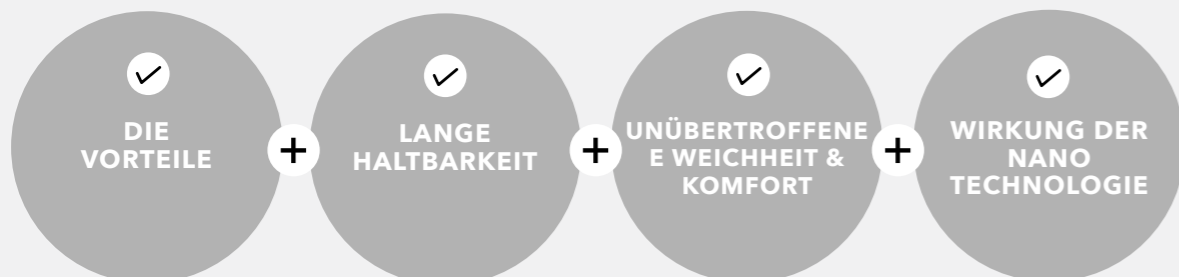 DIE
VORTEILE
+
LANGE
HALTBARKEIT
+
UNÜBERTROFFENE
E WEICHHEIT &
KOMFORT
+
WIRKUNG DER
NANO
TECHNOLOGIE